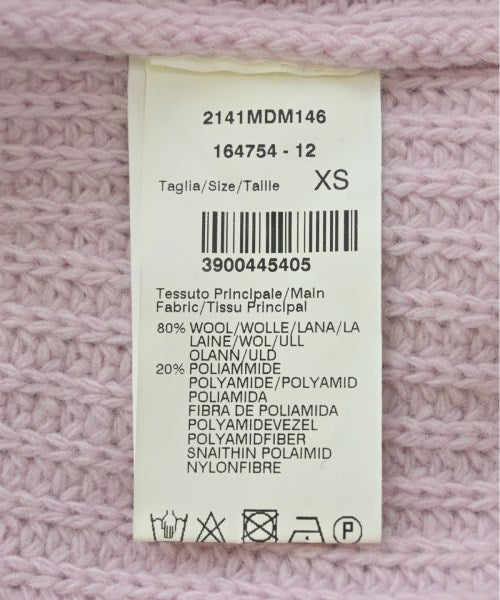 2141MDM146
164754 - 12
Taglia/Size/Taille XS
3900445405
Tessuto Principale/Main
Fabric/Tissu Principal
80% WOOL/WOLLE/LANA/LA
LAINE/WOL/ULL
OLANN/ULD
20% POLIAMMIDE
POLYAMIDE/POLYAMID
POLIAMIDA
FIBRA DE POLIAMIDA
POLYAMIDEVEZEL
POLYAMIDFIBER
SNAITHIN POLAIMID
NYLONFIBRE
P